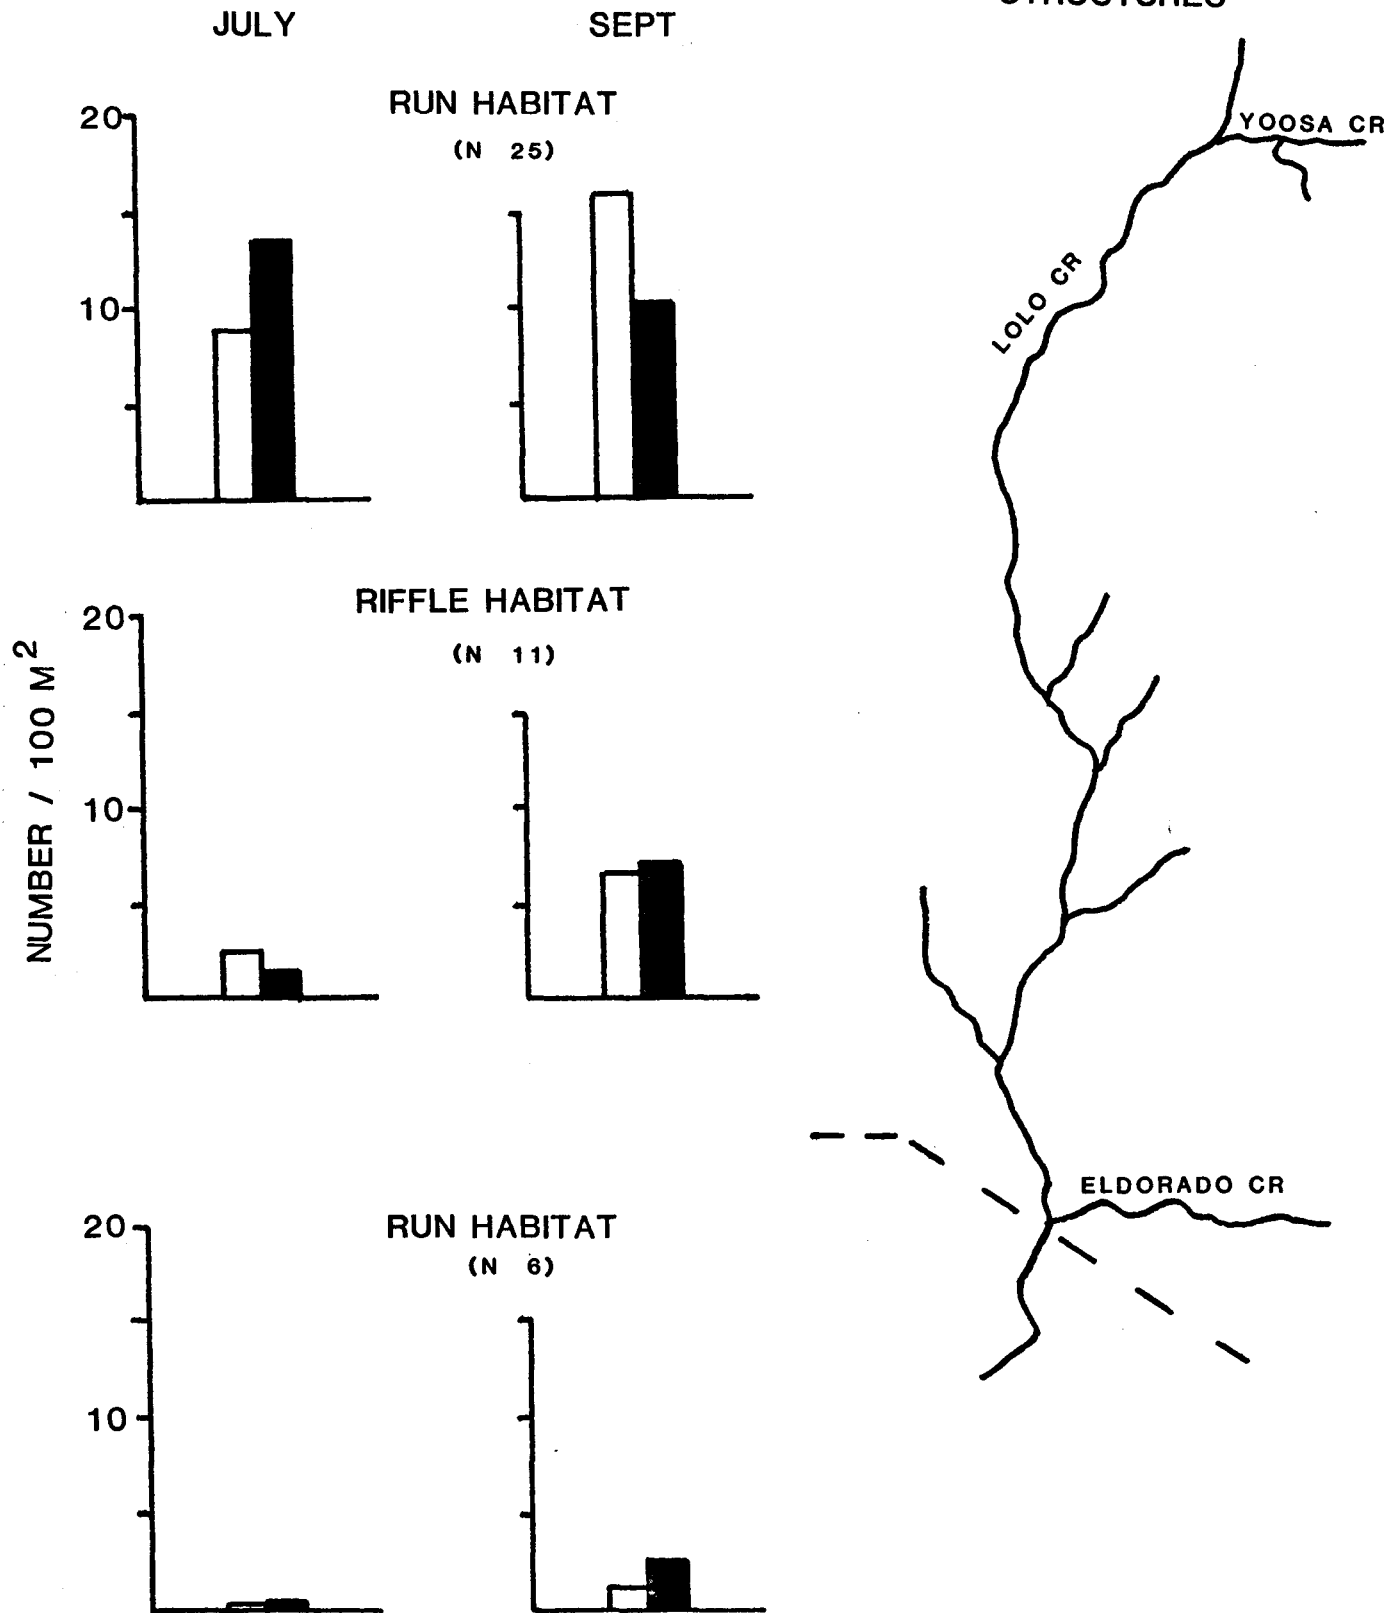 JULY
SEPT
RUN HABITAT
(N 25)
20
10
RIFFLE HABITAT
(N 11)
20
10
NUMBER / 100 M2
RUN HABITAT
(N 6)
20
10
YOOSA CR
LOLO CR
ELDORADO CR